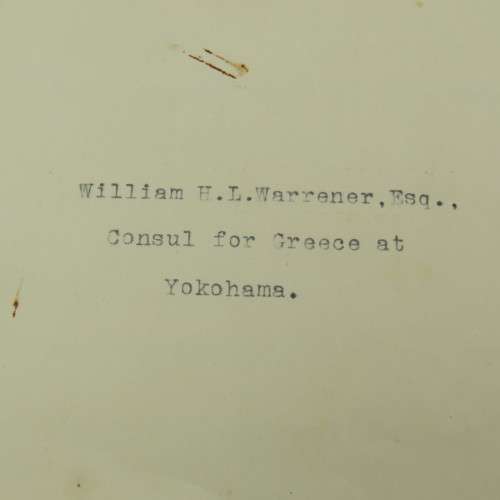 William H.L.Warrener,Esq.,
Consul for Greece at
Yokohama.